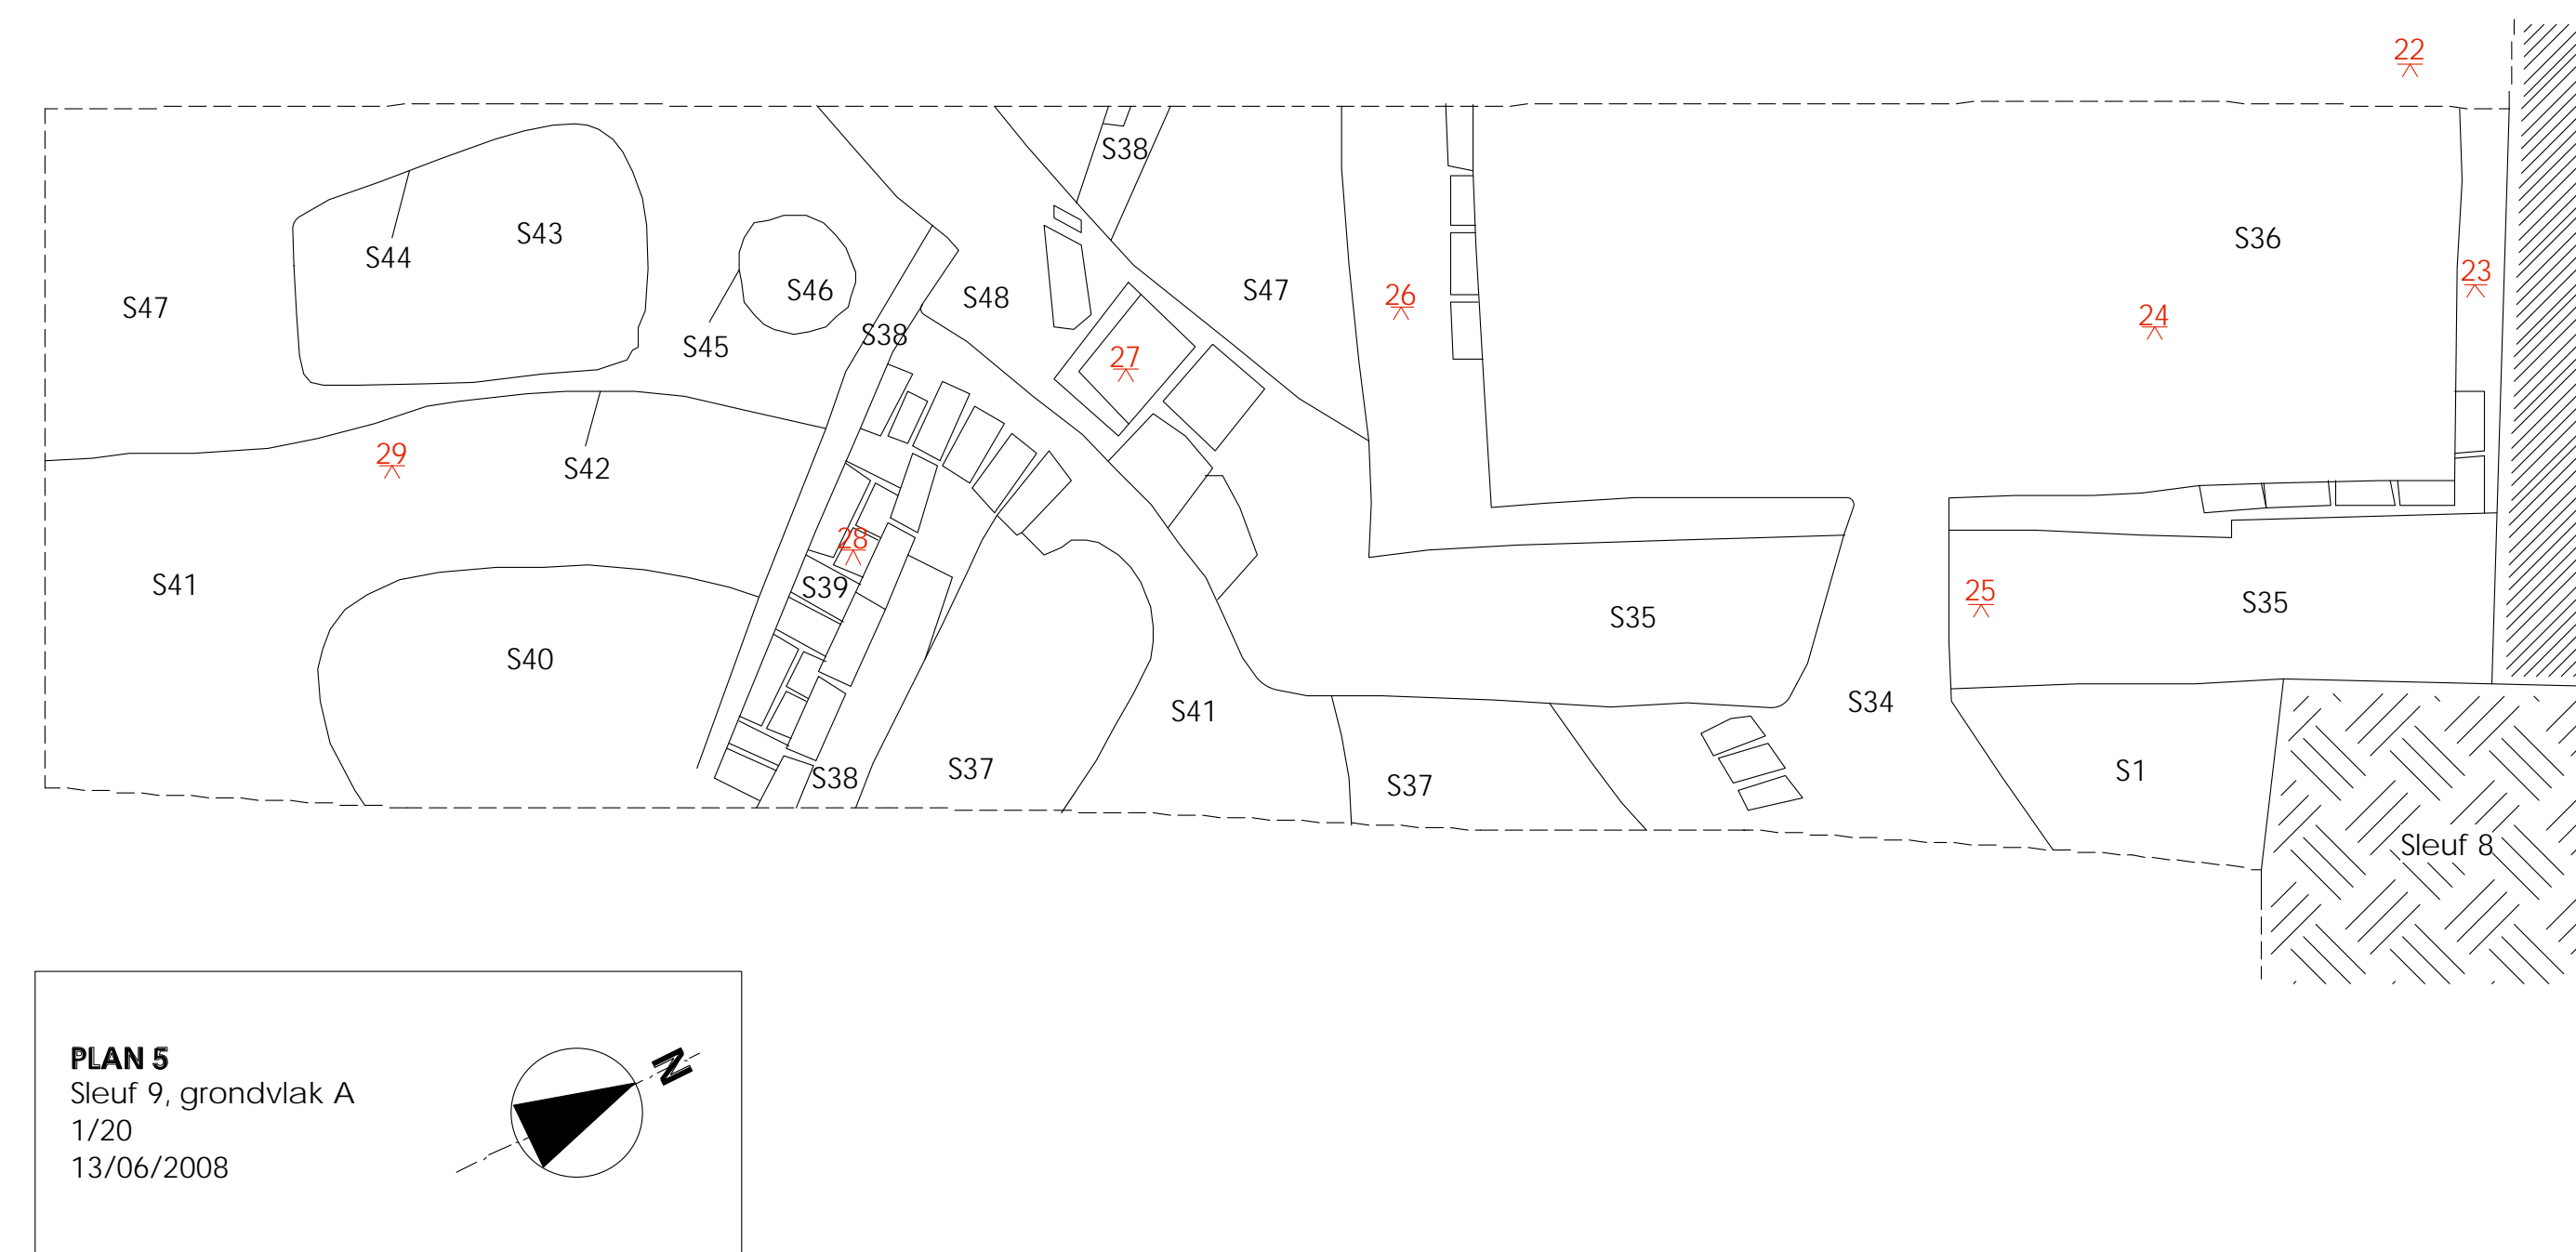 22
S38
S43
S44
S36
S47
S46
S48
S47
26
23
24
S45
S38
27
29
S42
28
S41
S39
25
S35
S35
S40
S41
S34
S38
S37
S37
S1
Sleuf 8
PLAN 5
Sleuf 9, grondvlak A
1/20
13/06/2008
N